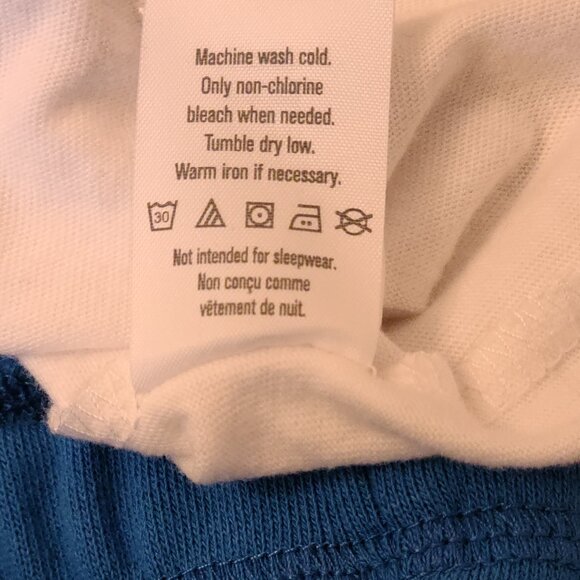 Machine wash cold.
Only non-chlorine
bleach when needed.
Tumble dry low.
Warm iron if necessary.
30
Not intended for sleepwear.
Non conçu comme
vêtement de nuit.